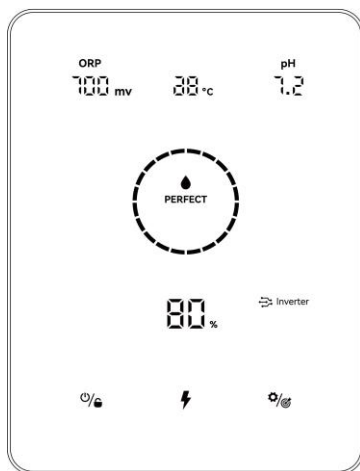 ORP
pH
700 mv
28 °C
7.2
PERFECT
80 %
Inverter